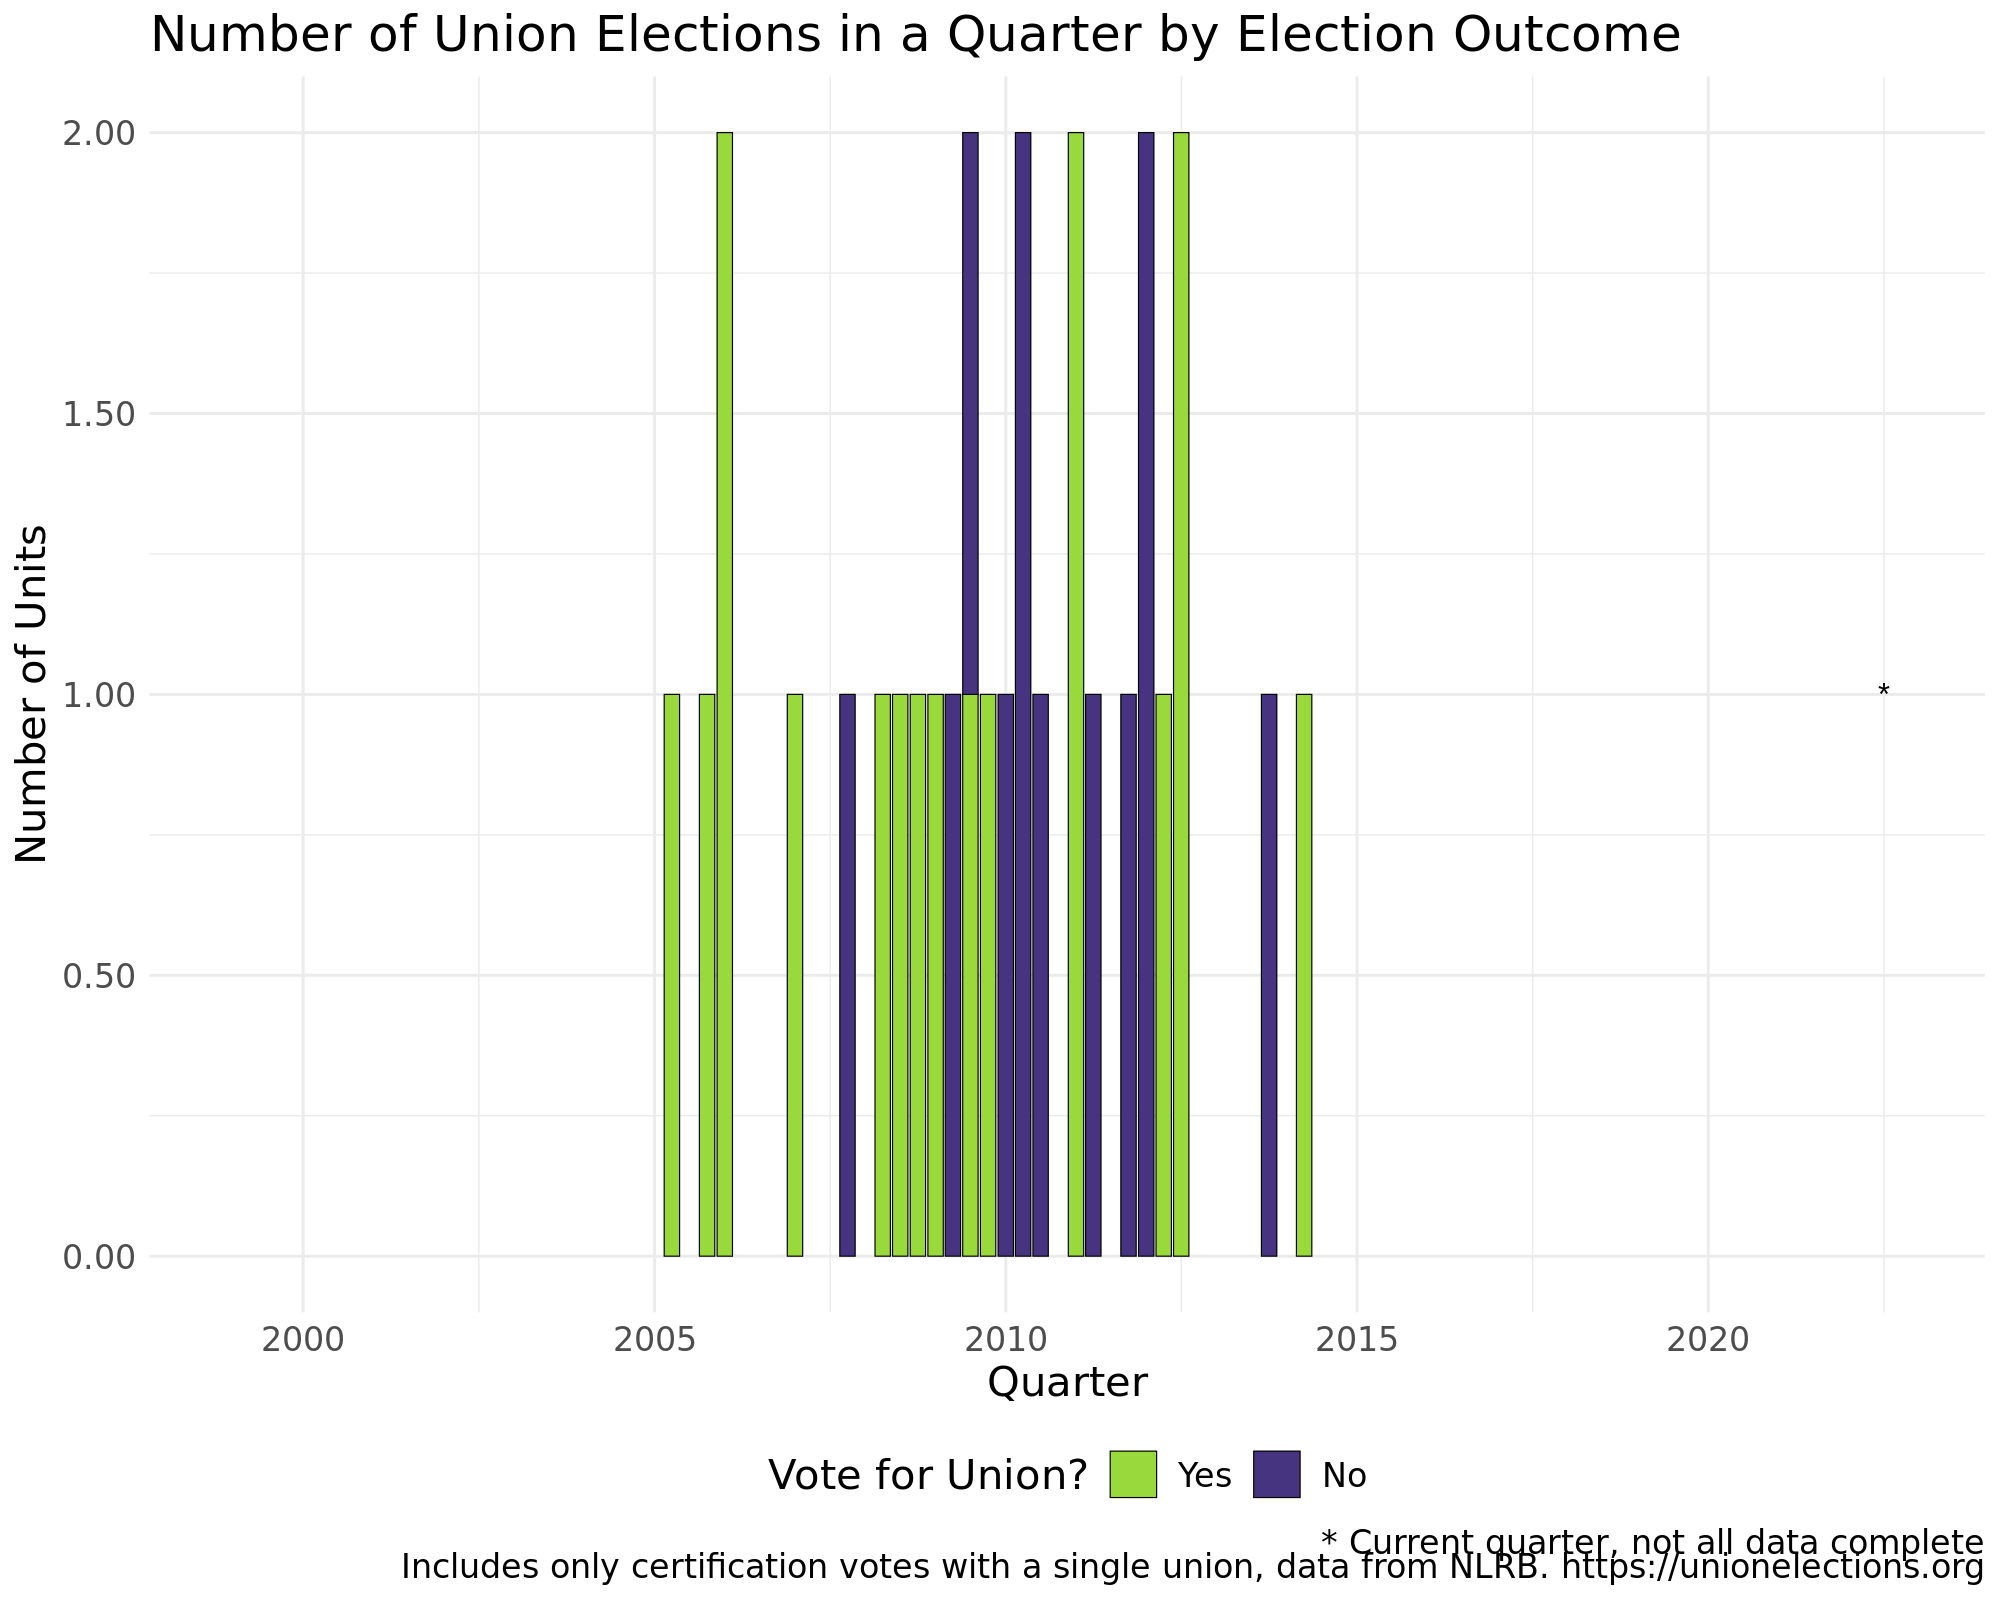 Number of Union Elections in a Quarter by Election Outcome
Number of Units
2.00
1.50
1.00
0.50
0.00
*
2000
2005
2010
2015
2020
Quarter
Vote for Union? Yes No
* Current quarter, not all data complete
Includes only certification votes with a single union, data from NLRB. https://unionelections.org